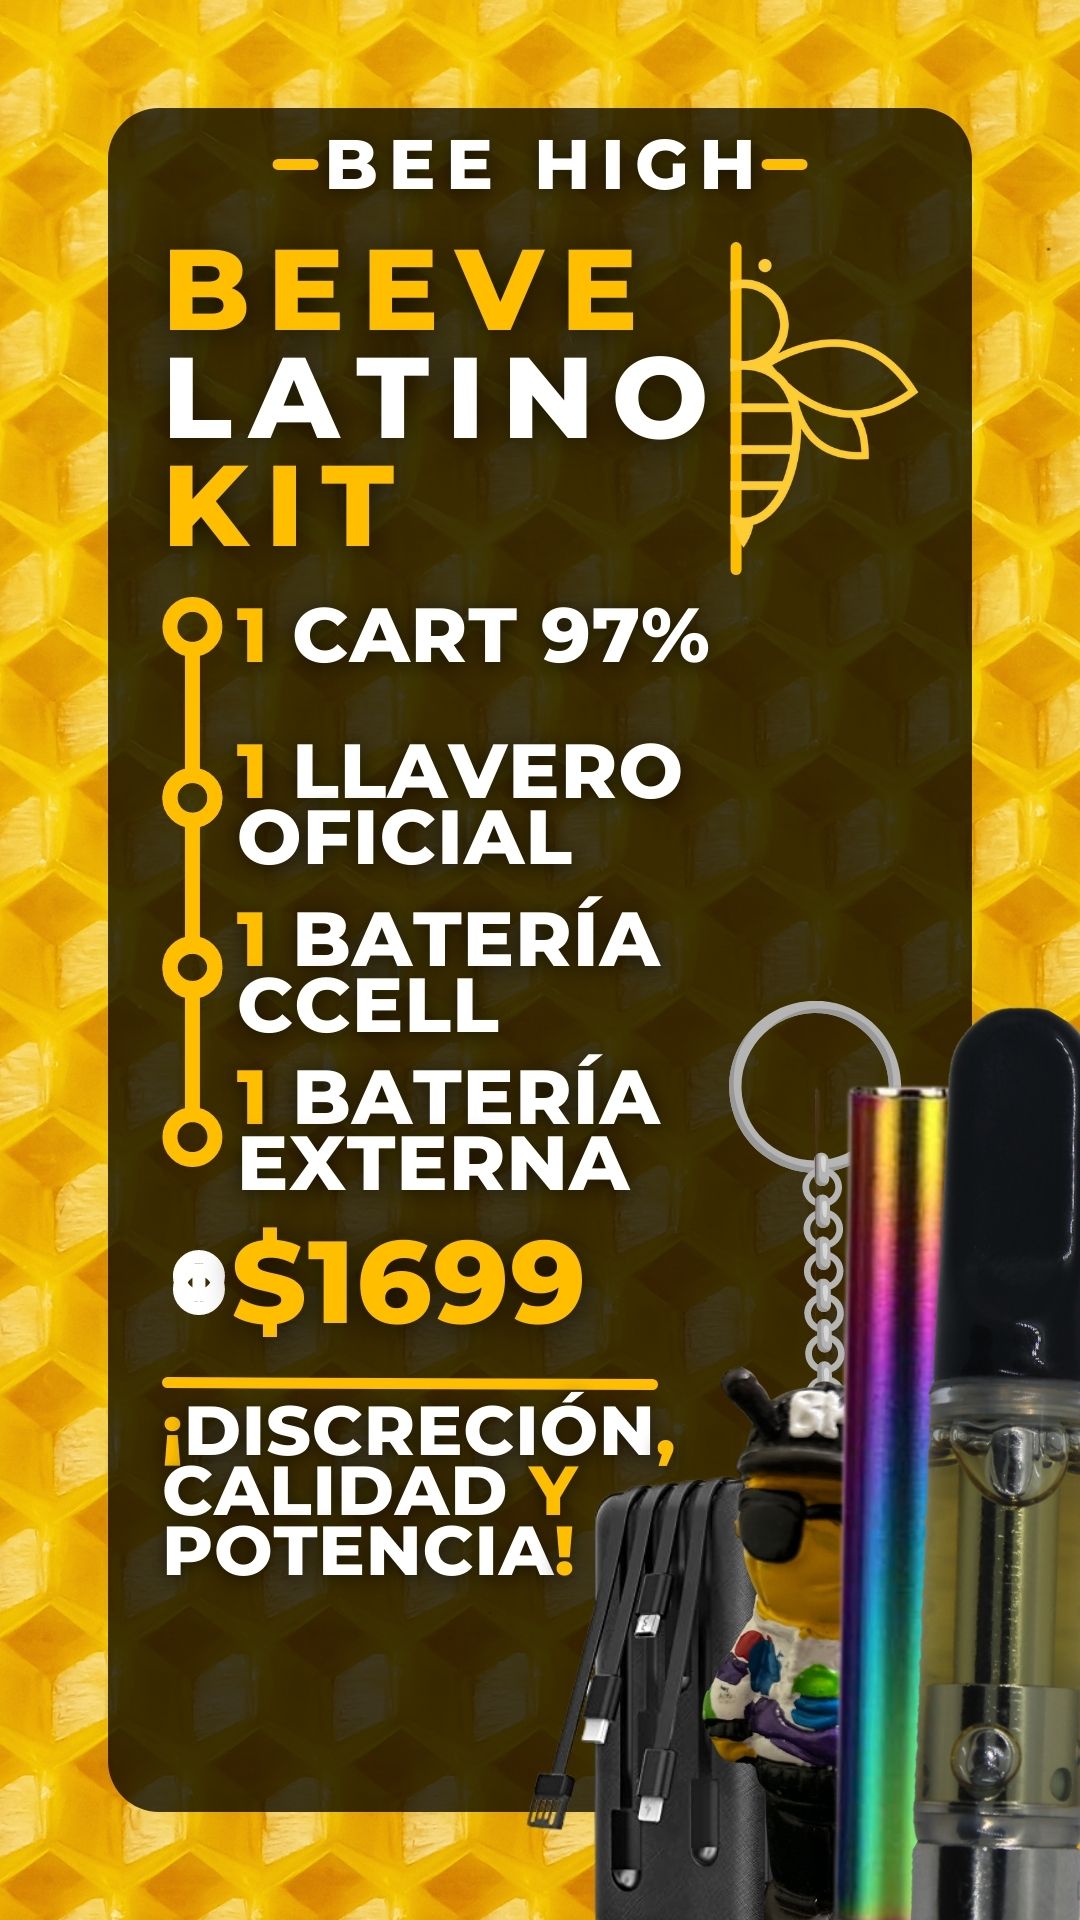 BEE HIGH
BEEVE
LATINO
KIT
1 CART 97%
1 LLAVERO
OFICIAL
1 BATERÍA
CCELL
1 BATERÍA
EXTERNA
$1699
¡DISCRECIÓN,
CALIDAD Y
POTENCIA!